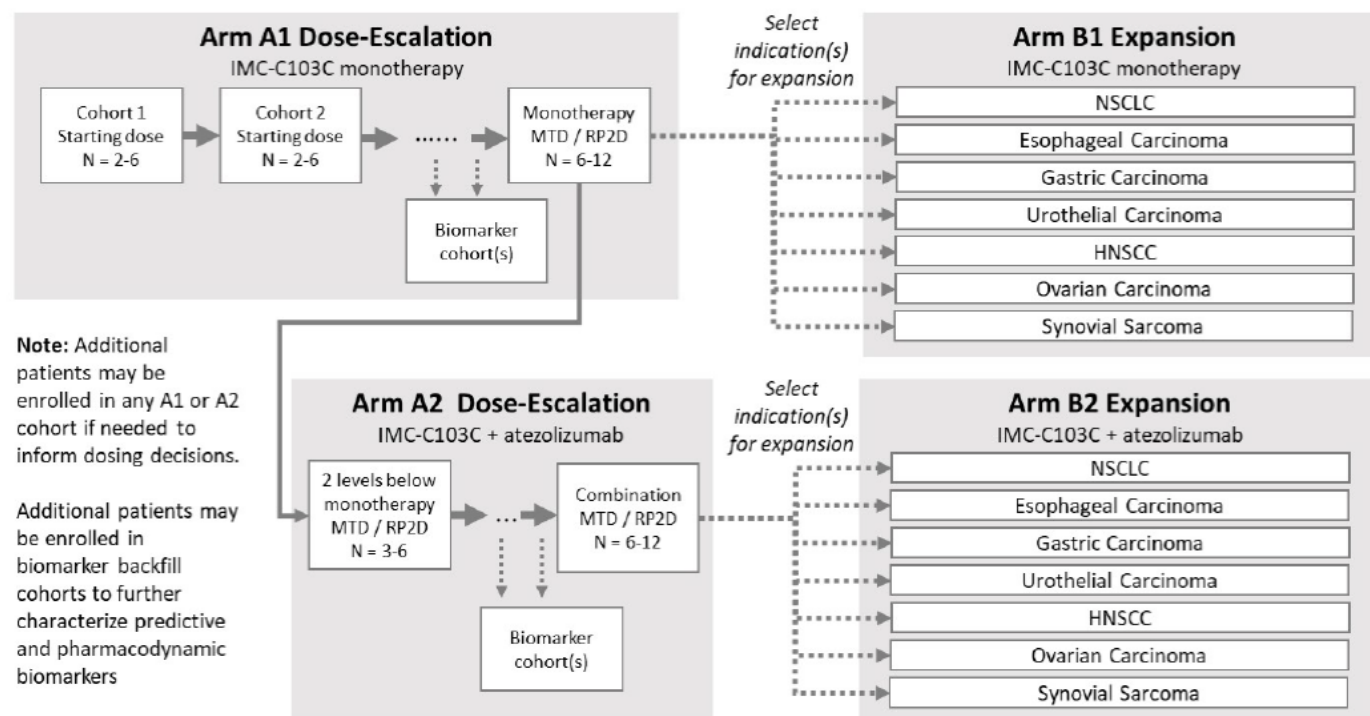 Arm A1 Dose-Escalation
IMC-C103C monotherapy
Cohort 1
Starting dose
N = 2-6
Cohort 2
Starting dose
N = 2-6
......
Monotherapy
MTD / RP2D
N = 6-12
Biomarker
cohort(s)
Select
indication(s)
for expansion
Arm B1 Expansion
IMC-C103C monotherapy
NSCLC
Esophageal Carcinoma
Gastric Carcinoma
Urothelial Carcinoma
HNSCC
Ovarian Carcinoma
Synovial Sarcoma
Note: Additional
patients may be
enrolled in any A1 or A2
cohort if needed to
inform dosing decisions.
Additional patients may
be enrolled in
biomarker backfill
cohorts to further
characterize predictive
and pharmacodynamic
biomarkers
Arm A2 Dose-Escalation
IMC-C103C + atezolizumab
2 levels below
monotherapy
MTD / RP2D
N = 3-6
...
Combination
MTD / RP2D
N = 6-12
Biomarker
cohort(s)
Select
indication(s)
for expansion
Arm B2 Expansion
IMC-C103C + atezolizumab
NSCLC
Esophageal Carcinoma
Gastric Carcinoma
Urothelial Carcinoma
HNSCC
Ovarian Carcinoma
Synovial Sarcoma